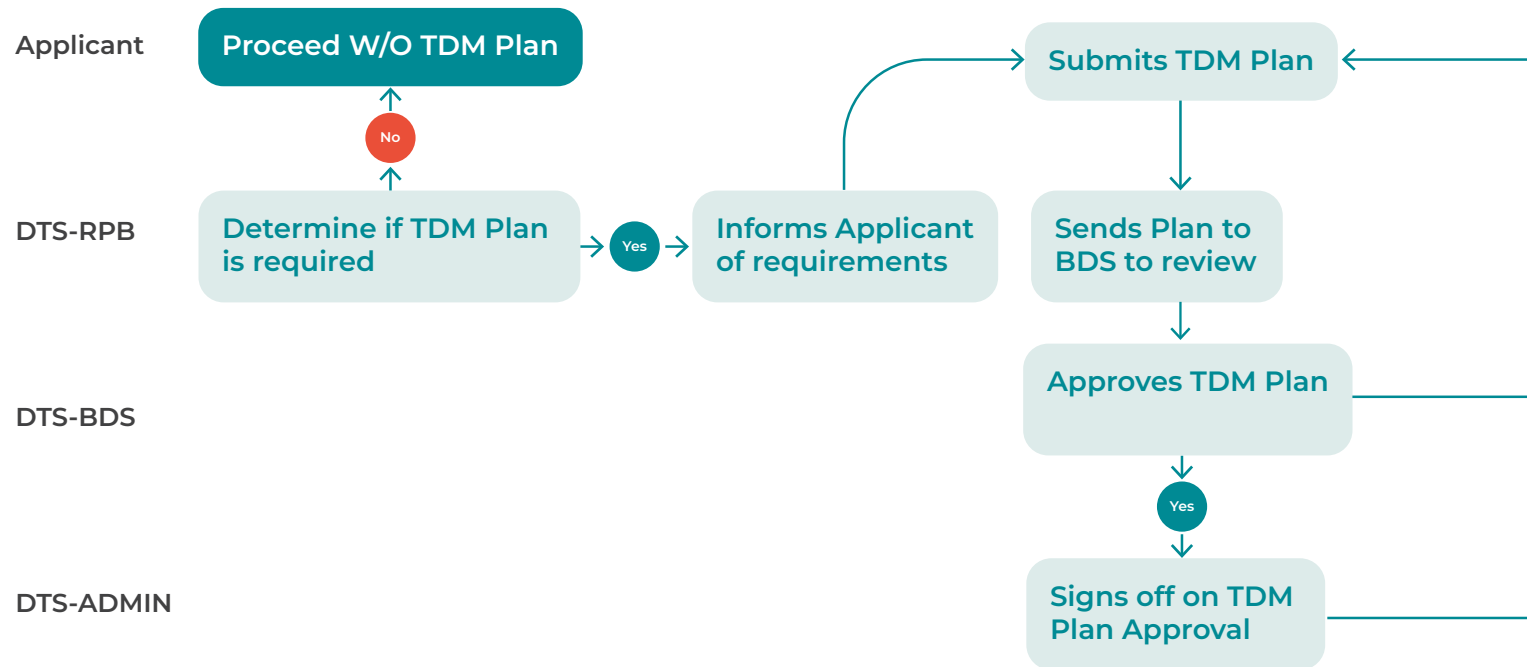 Applicant
Proceed W/O TDM Plan
Submits TDM Plan
No
DTS-RPB
Determine if TDM Plan
is required
Yes
Informs Applicant
of requirements
Sends Plan to
BDS to review
DTS-BDS
Approves TDM Plan
Yes
DTS-ADMIN
Signs off on TDM
Plan Approval